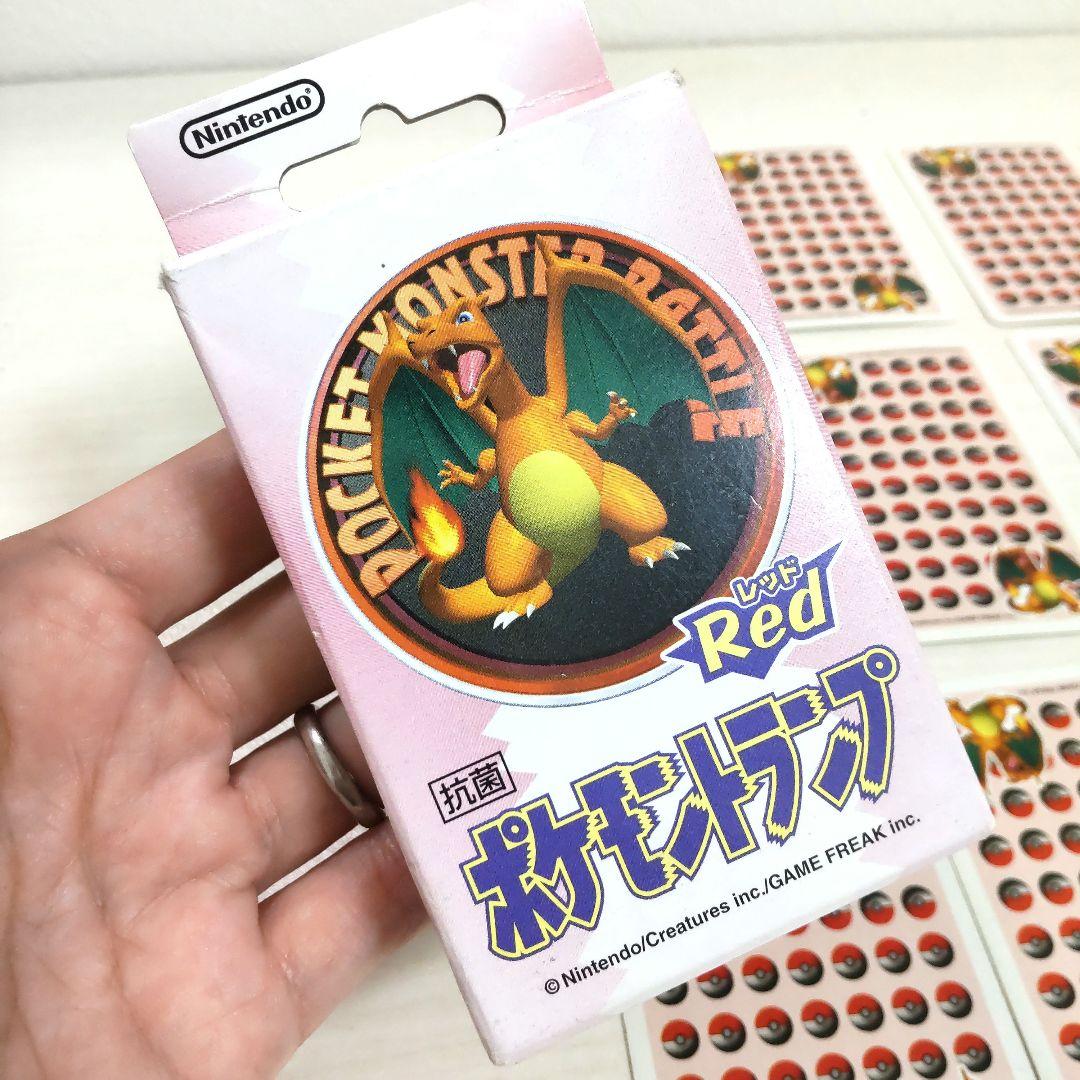 Nintendo®
POCKET MONSTER BATTLE
レッド
Red
抗菌
ポケモントランプ
©Nintendo/Creatures inc./GAME FREAK inc.